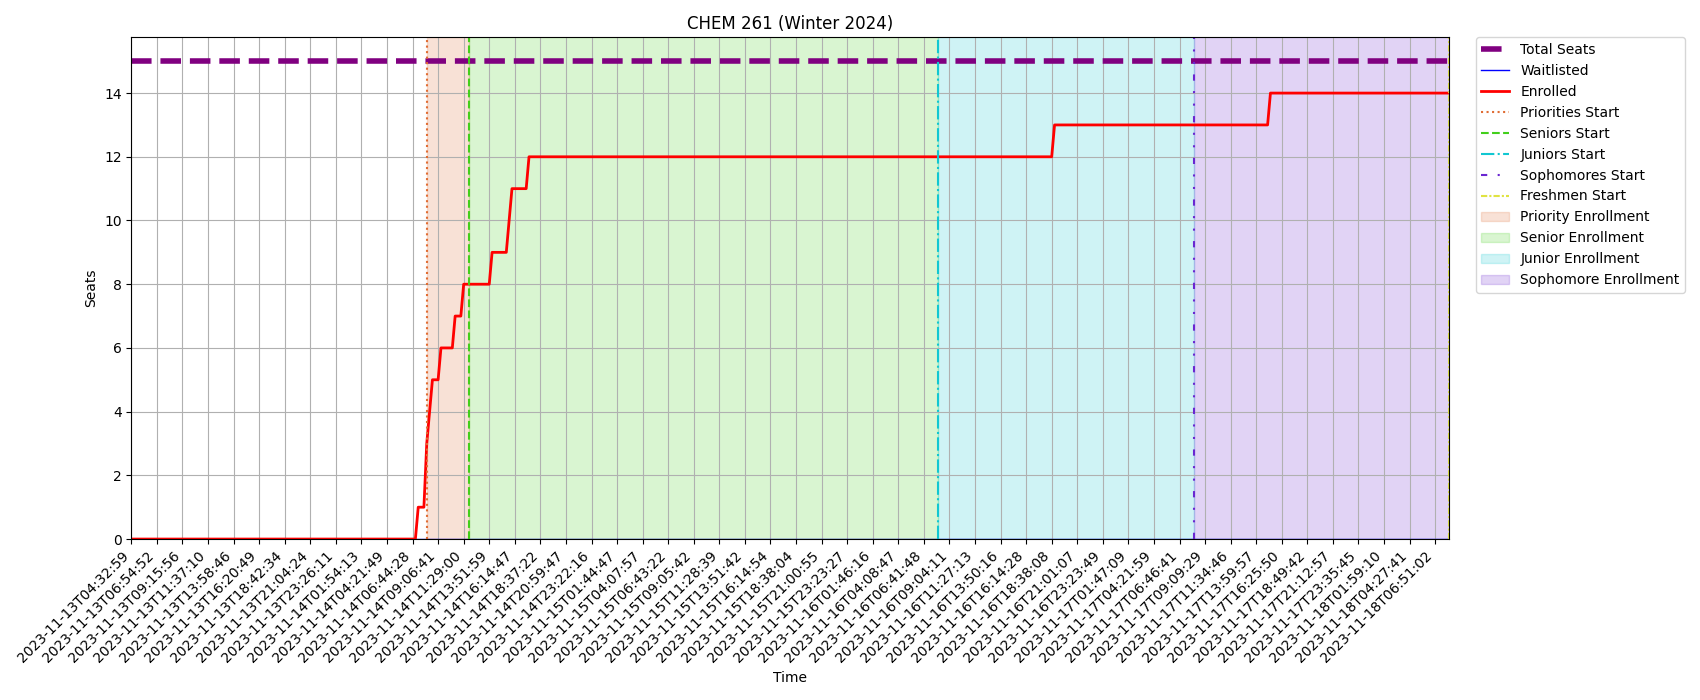 CHEM 261 (Winter 2024)
Total Seats
Waitlisted
Enrolled
Priorities Start
Seniors Start
Juniors Start
Sophomores Start
Freshmen Start
Priority Enrollment
Senior Enrollment
Junior Enrollment
Sophomore Enrollment
Seats
14
12
10
8
6
4
2
0
2023-11-13T04:32:59
2023-11-13T06:54:52
2023-11-13T09:15:56
2023-11-13T11:37:10
2023-11-13T13:58:46
2023-11-13T16:20:49
2023-11-13T18:42:34
2023-11-13T21:04:24
2023-11-13T23:26:11
2023-11-14T01:54:13
2023-11-14T04:21:49
2023-11-14T06:44:28
2023-11-14T09:06:41
2023-11-14T11:29:00
2023-11-14T13:51:59
2023-11-14T16:14:47
2023-11-14T18:37:22
2023-11-14T20:59:47
2023-11-14T23:22:16
2023-11-15T01:44:47
2023-11-15T04:07:57
2023-11-15T06:43:22
2023-11-15T09:05:42
2023-11-15T11:28:39
2023-11-15T13:51:42
2023-11-15T16:14:54
2023-11-15T18:38:04
2023-11-15T21:00:55
2023-11-15T23:23:27
2023-11-16T01:46:16
2023-11-16T04:08:47
2023-11-16T06:41:48
2023-11-16T09:04:11
2023-11-16T11:27:13
2023-11-16T13:50:16
2023-11-16T16:14:28
2023-11-16T18:38:08
2023-11-16T21:01:07
2023-11-16T23:23:49
2023-11-17T01:47:09
2023-11-17T04:21:59
2023-11-17T06:46:41
2023-11-17T09:09:29
2023-11-17T11:34:46
2023-11-17T13:59:57
2023-11-17T16:25:50
2023-11-17T18:49:42
2023-11-17T21:12:57
2023-11-17T23:35:45
2023-11-18T01:59:10
2023-11-18T04:27:41
2023-11-18T06:51:02
Time